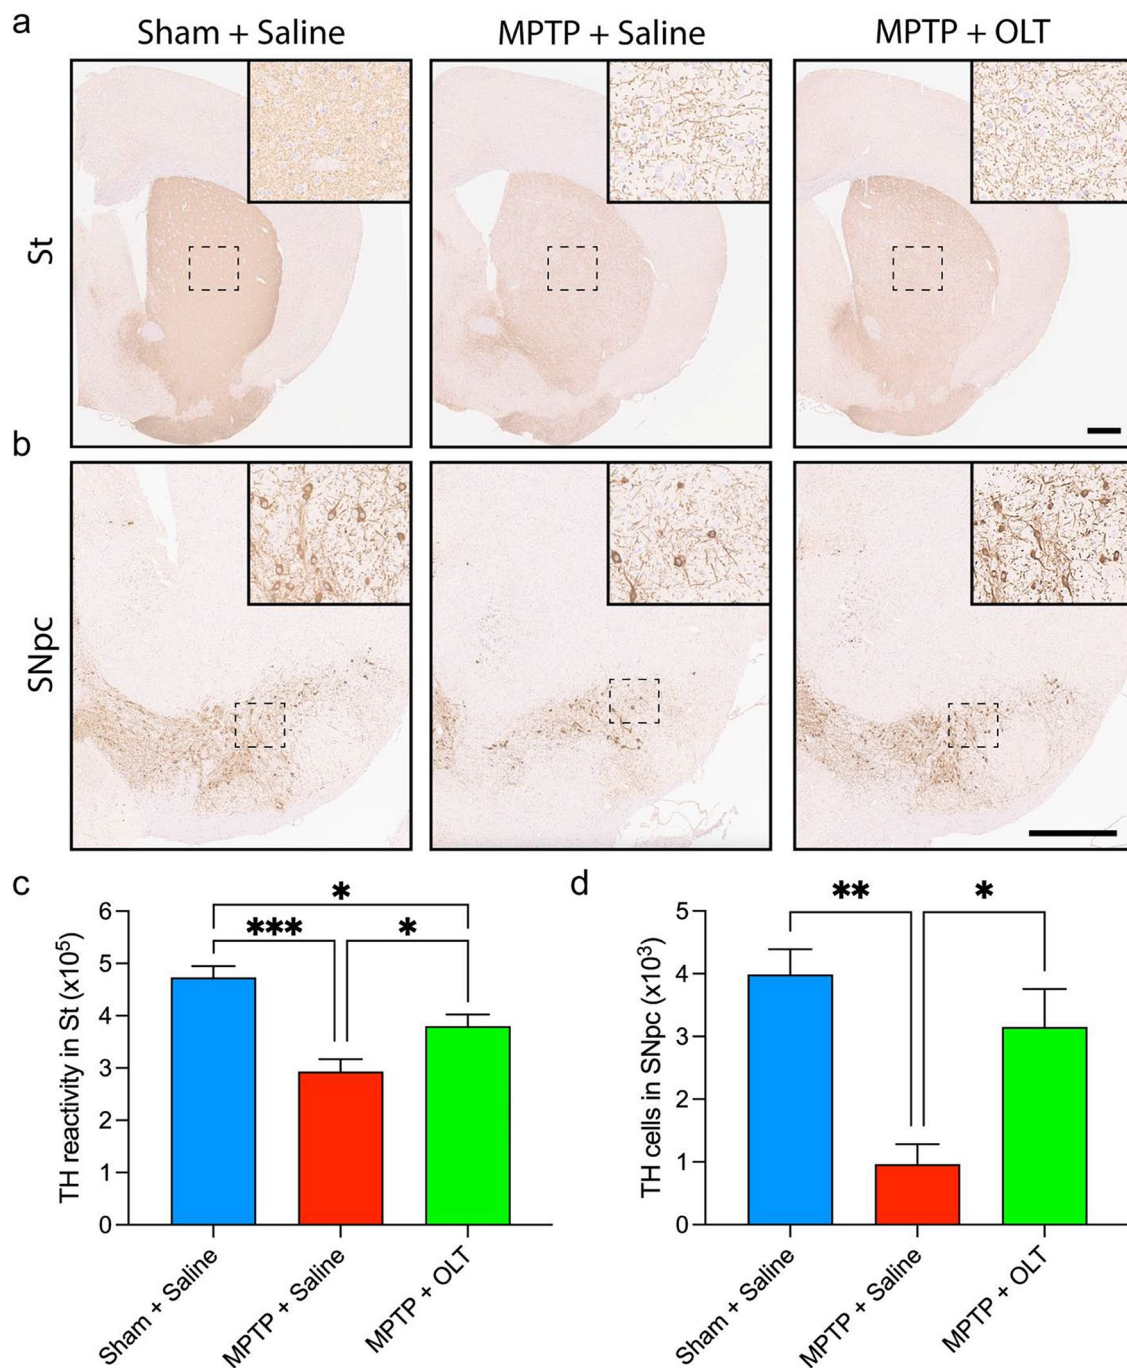 a
Sham + Saline
MPTP + Saline
MPTP + OLT
St
b
SNpc
c
TH reactivity in St (x10⁵)
6
5
4
3
2
1
0
*
***
*
Sham + Saline
MPTP + Saline
MPTP + OLT
d
TH cells in SNpc (x10³)
5
4
3
2
1
0
**
*
Sham + Saline
MPTP + Saline
MPTP + OLT